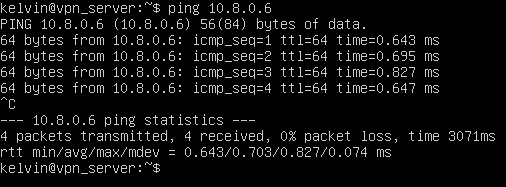 kelvin@vpn_server:~$ ping 10.8.0.6
PING 10.8.0.6 (10.8.0.6) 56(84) bytes of data.
64 bytes from 10.8.0.6: icmp_seq=1 ttl=64 time=0.643 ms
64 bytes from 10.8.0.6: icmp_seq=2 ttl=64 time=0.695 ms
64 bytes from 10.8.0.6: icmp_seq=3 ttl=64 time=0.827 ms
64 bytes from 10.8.0.6: icmp_seq=4 ttl=64 time=0.647 ms
^C
--- 10.8.0.6 ping statistics ---
4 packets transmitted, 4 received, 0% packet loss, time 3071ms
rtt min/avg/max/mdev = 0.643/0.703/0.827/0.074 ms
kelvin@vpn_server:~$